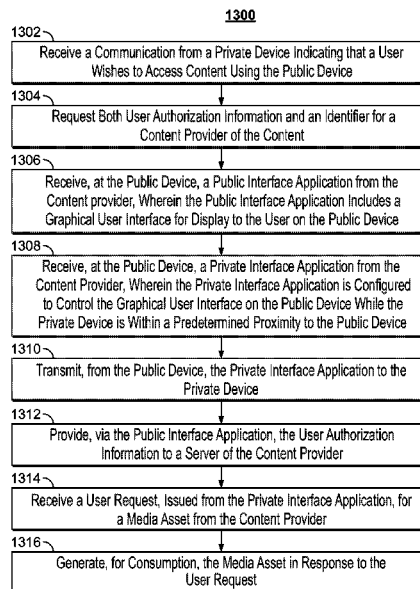 1300
1302
Receive a Communication from a Private Device Indicating that a User
Wishes to Access Content Using the Public Device
1304
Request Both User Authorization Information and an Identifier for a
Content Provider of the Content
1306
Receive, at the Public Device, a Public Interface Application from the
Content provider, Wherein the Public Interface Application Includes a
Graphical User Interface for Display to the User on the Public Device
1308
Receive, at the Public Device, a Private Interface Application from the
Content Provider, Wherein the Private Interface Application is Configured
to Control the Graphical User Interface on the Public Device While the
Private Device is Within a Predetermined Proximity to the Public Device
1310
Transmit, from the Public Device, the Private Interface Application to the
Private Device
1312
Provide, via the Public Interface Application, the User Authorization
Information to a Server of the Content Provider
1314
Receive a User Request, Issued from the Private Interface Application, for
a Media Asset from the Content Provider
1316
Generate, for Consumption, the Media Asset in Response to the
User Request